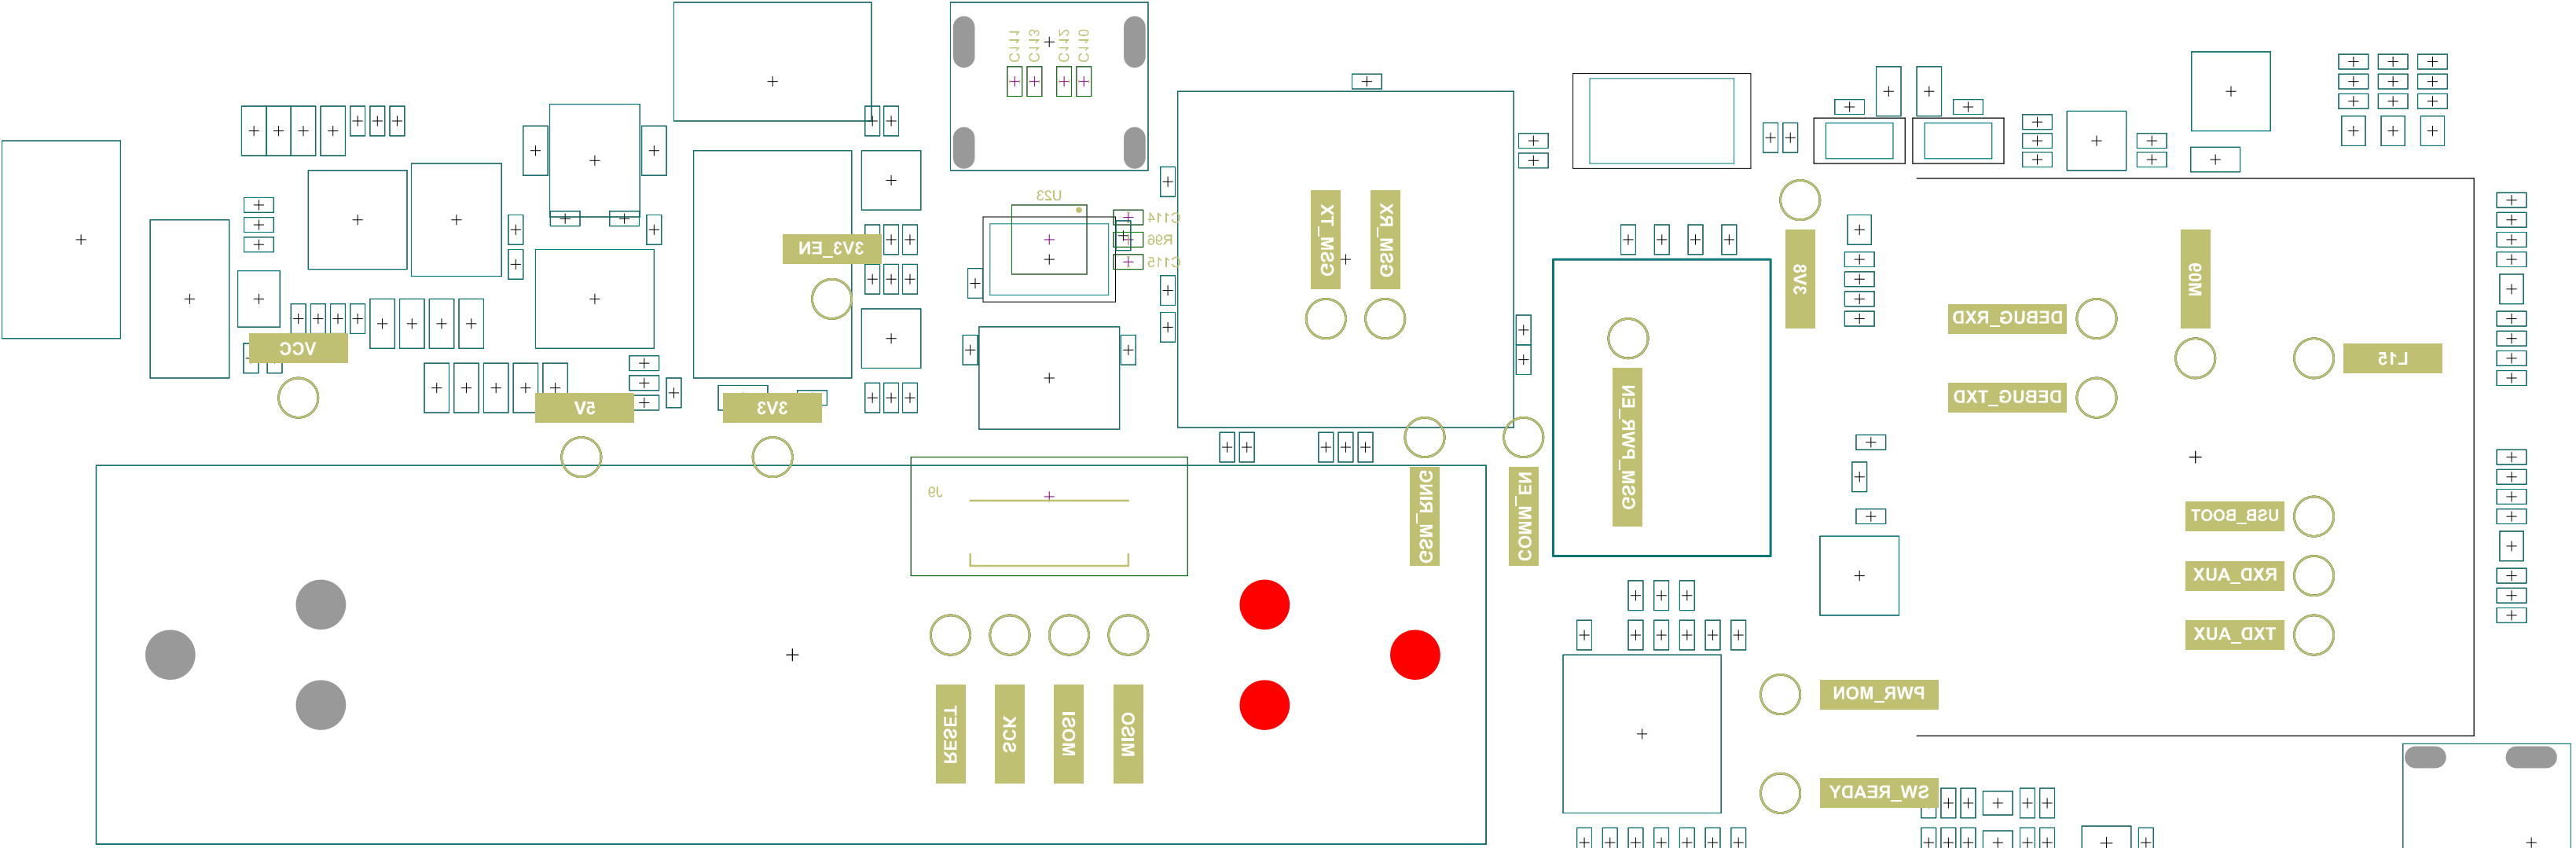 C111
C113
C112
C110
U23
C114
R96
C115
3V3_EN
GSM_TX
GSM_RX
3V8
M09
DEBUG_RXD
VCC
L15
GSM_PWR_EN
DEBUG_TXD
5V
3V3
J9
GSM_RING
COMM_EN
USB_BOOT
RXD_AUX
TXD_AUX
PWR_MON
RESET
SCK
MOSI
MISO
SW_READY